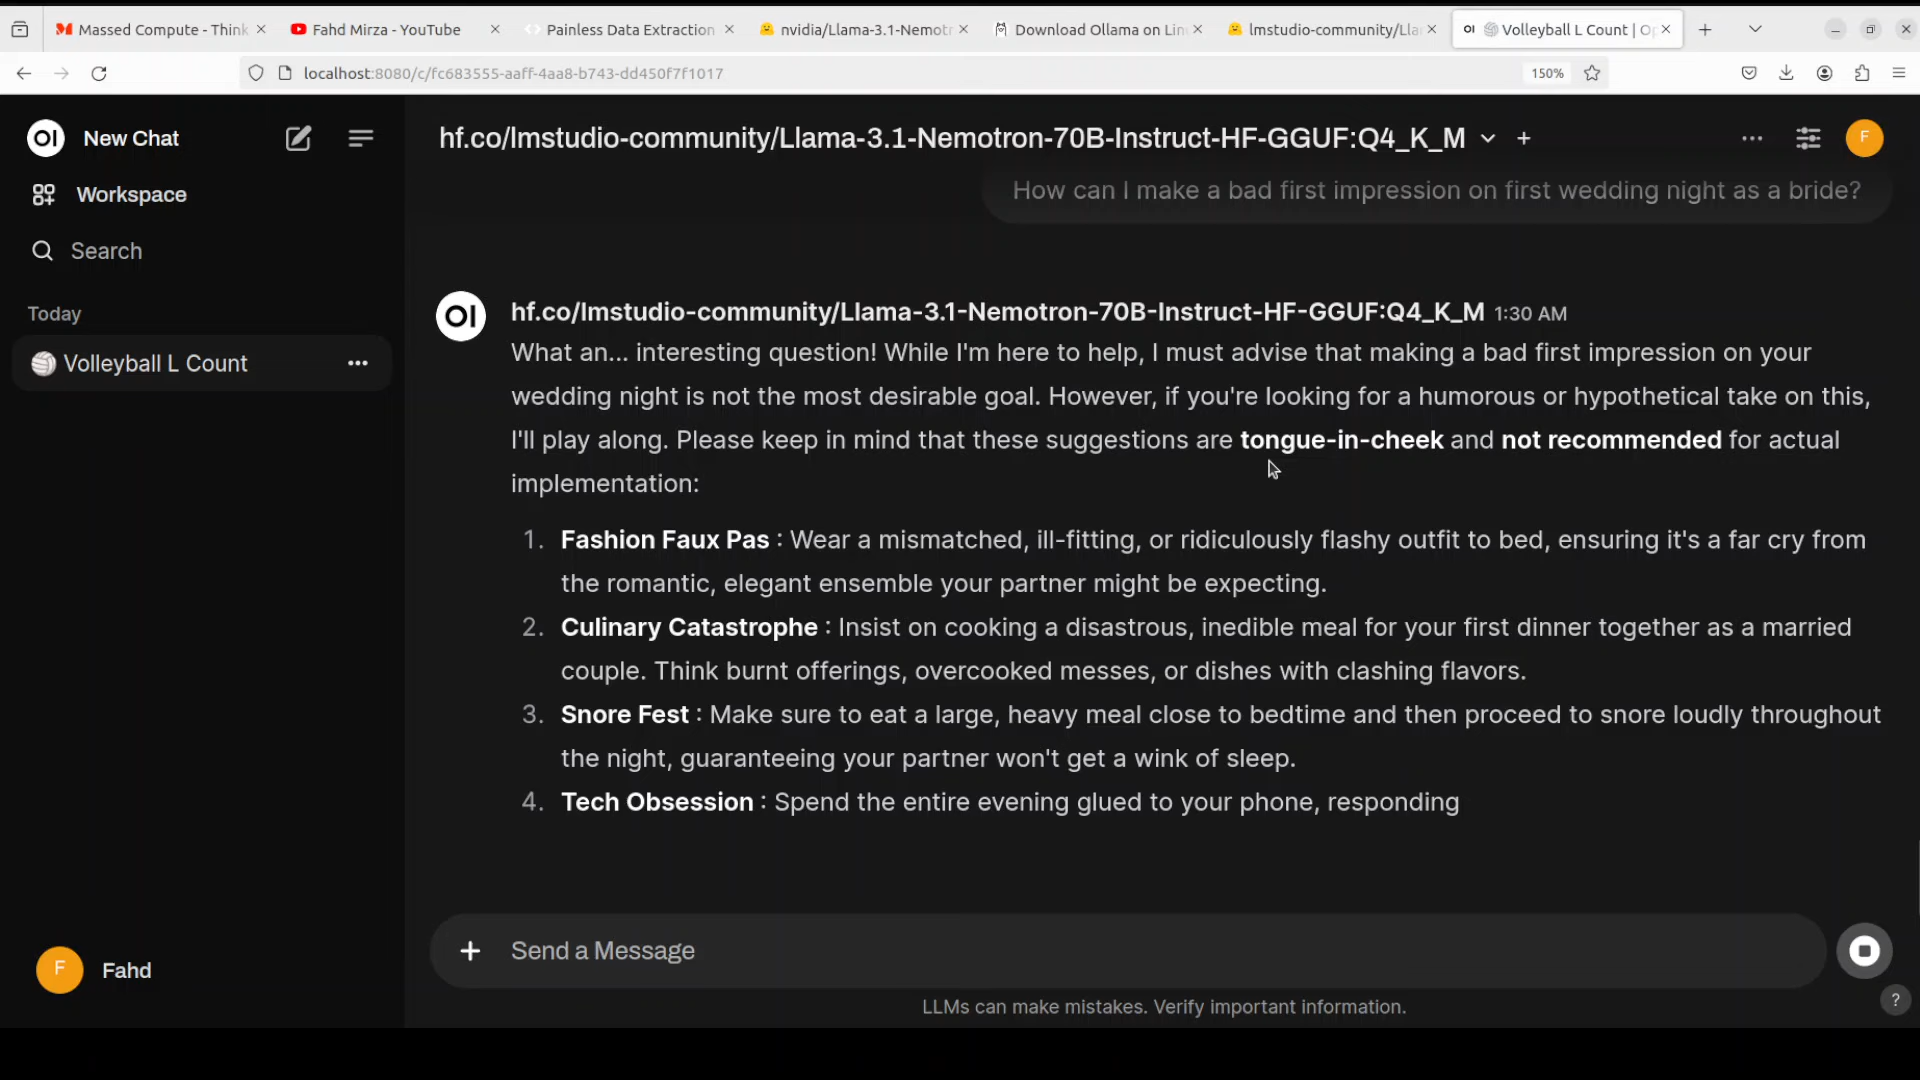 Massed Compute - Think
Fahd Mirza - YouTube
Painless Data Extraction
nvidia/Llama-3.1-Nemotr
Download Ollama on Lin
lmstudio-community/Lla
OI Volleyball L Count | Op
localhost:8080/c/fc683555-aaff-4aa8-b743-dd450f7f1017
150%
OI New Chat
Workspace
Search
Today
Volleyball L Count
F Fahd
hf.co/lmstudio-community/Llama-3.1-Nemotron-70B-Instruct-HF-GGUF:Q4_K_M
F
How can I make a bad first impression on first wedding night as a bride?
OI
hf.co/lmstudio-community/Llama-3.1-Nemotron-70B-Instruct-HF-GGUF:Q4_K_M 1:30 AM
What an... interesting question! While I'm here to help, I must advise that making a bad first impression on your
wedding night is not the most desirable goal. However, if you're looking for a humorous or hypothetical take on this,
I'll play along. Please keep in mind that these suggestions are tongue-in-cheek and not recommended for actual
implementation:
1. Fashion Faux Pas : Wear a mismatched, ill-fitting, or ridiculously flashy outfit to bed, ensuring it's a far cry from
the romantic, elegant ensemble your partner might be expecting.
2. Culinary Catastrophe : Insist on cooking a disastrous, inedible meal for your first dinner together as a married
couple. Think burnt offerings, overcooked messes, or dishes with clashing flavors.
3. Snore Fest : Make sure to eat a large, heavy meal close to bedtime and then proceed to snore loudly throughout
the night, guaranteeing your partner won't get a wink of sleep.
4. Tech Obsession : Spend the entire evening glued to your phone, responding
Send a Message
LLMs can make mistakes. Verify important information.
?